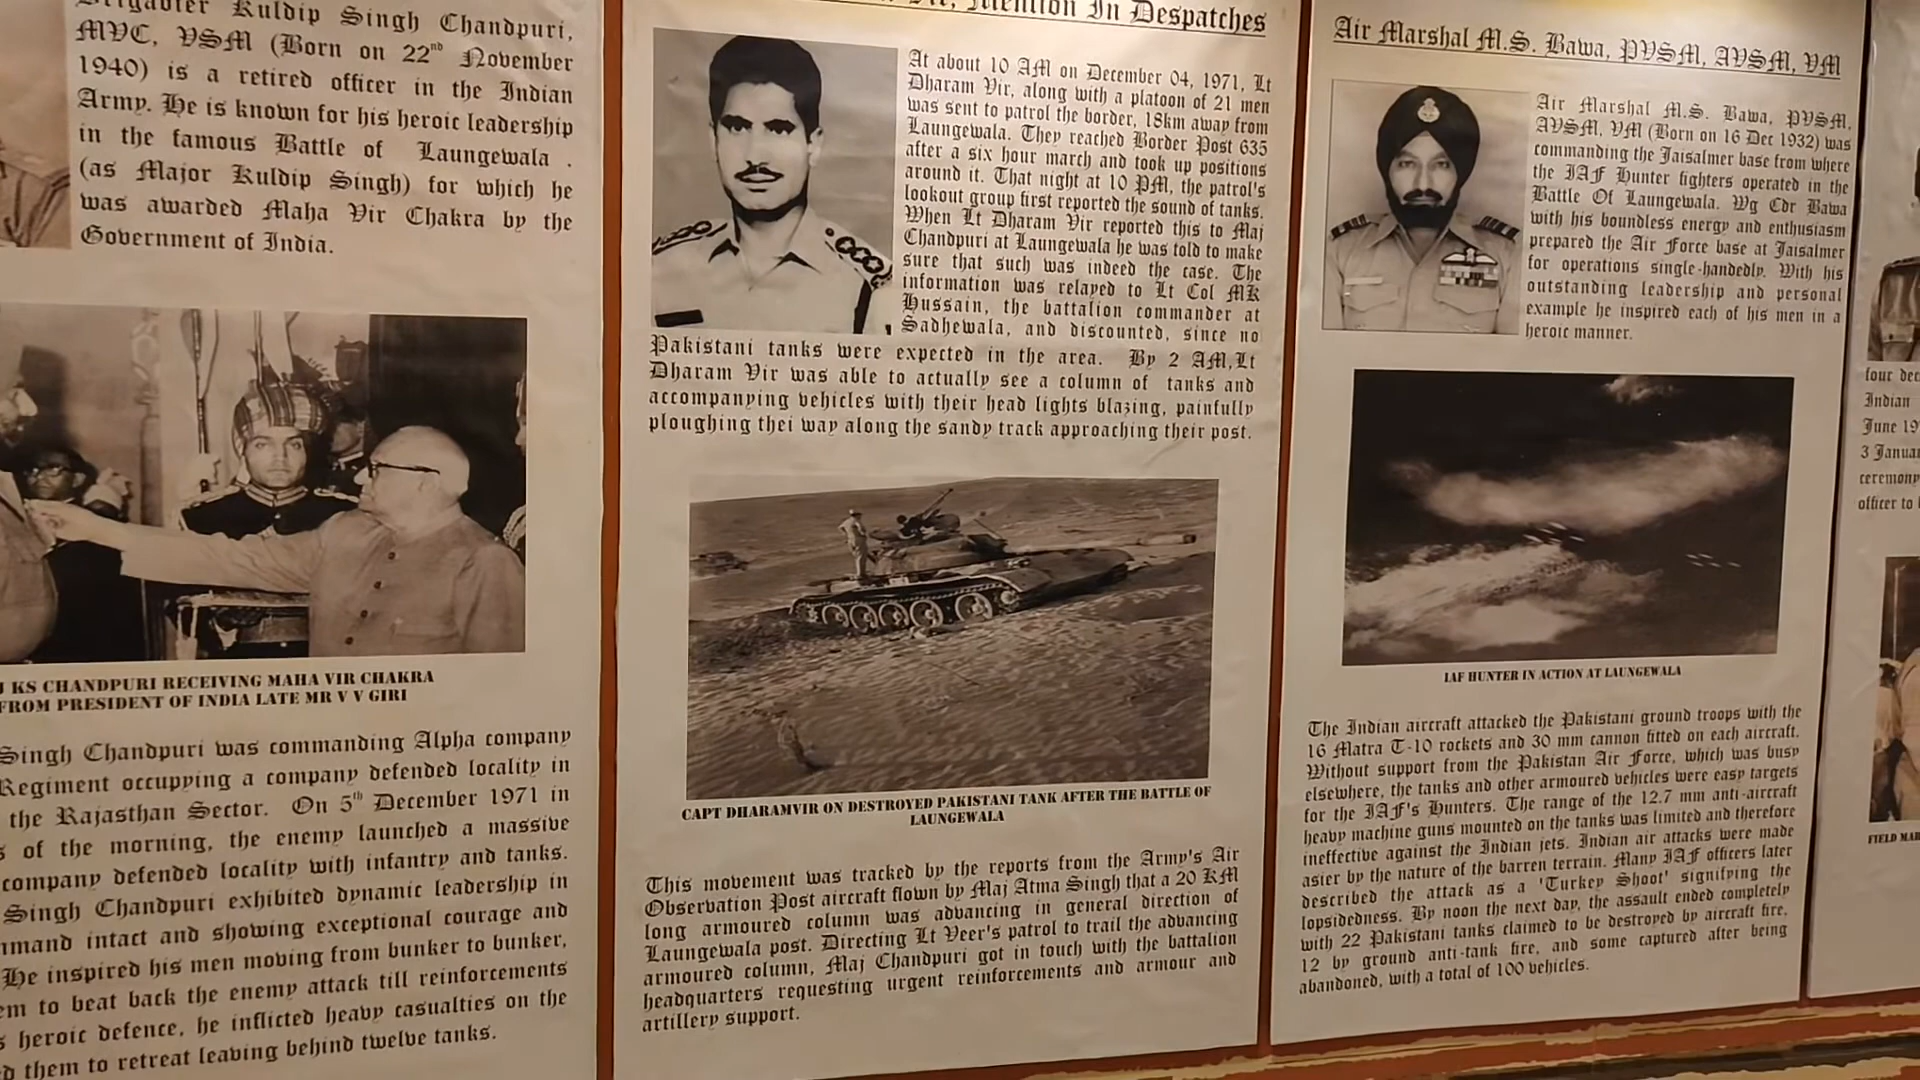 Brigadier Kuldip Singh Chandpuri,
MVC, VSM (Born on 22nd November
1940) is a retired officer in the Indian
Army. He is known for his heroic leadership
in the famous Battle of Laungewala .
(as Major Kuldip Singh) for which he
was awarded Maha Vir Chakra by the
Government of India.
KS CHANDPURI RECEIVING MAHA VIR CHAKRA
FROM PRESIDENT OF INDIA LATE MR V V GIRI
Singh Chandpuri was commanding Alpha company
Regiment occupying a company defended locality in
the Rajasthan Sector. On 5th December 1971 in
of the morning, the enemy launched a massive
company defended locality with infantry and tanks.
Singh Chandpuri exhibited dynamic leadership in
intact and showing exceptional courage and
He inspired his men moving from bunker to bunker,
to beat back the enemy attack till reinforcements
heroic defence, he inflicted heavy casualties on the
them to retreat leaving behind twelve tanks.
Vir, Mention In Despatches
At about 10 AM on December 04, 1971, Lt
Dharam Vir, along with a platoon of 21 men
was sent to patrol the border, 18km away from
Laungewala. They reached Border Post 635
after a six hour march and took up positions
around it. That night at 10 PM, the patrol's
lookout group first reported the sound of tanks.
When Lt Dharam Vir reported this to Maj
Chandpuri at Laungewala he was told to make
sure that such was indeed the case. The
information was relayed to Lt Col MK
Hussain, the battalion commander at
Sadhewala, and discounted, since no
Pakistani tanks were expected in the area. By 2 AM,Lt
Dharam Vir was able to actually see a column of tanks and
accompanying vehicles with their head lights blazing, painfully
ploughing thei way along the sandy track approaching their post.
CAPT DHARAMVIR ON DESTROYED PAKISTANI TANK AFTER THE BATTLE OF
LAUNGEWALA
This movement was tracked by the reports from the Army's Air
Observation Post aircraft flown by Maj Atma Singh that a 20 KM
long armoured column was advancing in general direction of
Laungewala post. Directing Lt Veer's patrol to trail the advancing
armoured column, Maj Chandpuri got in touch with the battalion
headquarters requesting urgent reinforcements and armour and
artillery support.
Air Marshal M.S. Bawa, PVSM, AVSM, VM
Air Marshal M.S. Bawa, PVSM,
AVSM, VM (Born on 16 Dec 1932) was
commanding the Jaisalmer base from where
the IAF Hunter fighters operated in the
Battle Of Laungewala. Wg Cdr Bawa
with his boundless energy and enthusiasm
prepared the Air Force base at Jaisalmer
for operations single-handedly. With his
outstanding leadership and personal
example he inspired each of his men in a
heroic manner.
IAF HUNTER IN ACTION AT LAUNGEWALA
The Indian aircraft attacked the Pakistani ground troops with the
16 Matra T-10 rockets and 30 mm cannon fitted on each aircraft.
Without support from the Pakistan Air Force, which was busy
elsewhere, the tanks and other armoured vehicles were easy targets
for the IAF's Hunters. The range of the 12.7 mm anti-aircraft
heavy machine guns mounted on the tanks was limited and therefore
ineffective against the Indian jets. Indian air attacks were made
asier by the nature of the barren terrain. Many IAF officers later
described the attack as a 'Turkey Shoot' signifying the
lopsidedness. By noon the next day, the assault ended completely
with 22 Pakistani tanks claimed to be destroyed by aircraft fire,
12 by ground anti-tank fire, and some captured after being
abandoned, with a total of 100 vehicles.
four
Indian
June
3
ceremony
officer to
FIELD